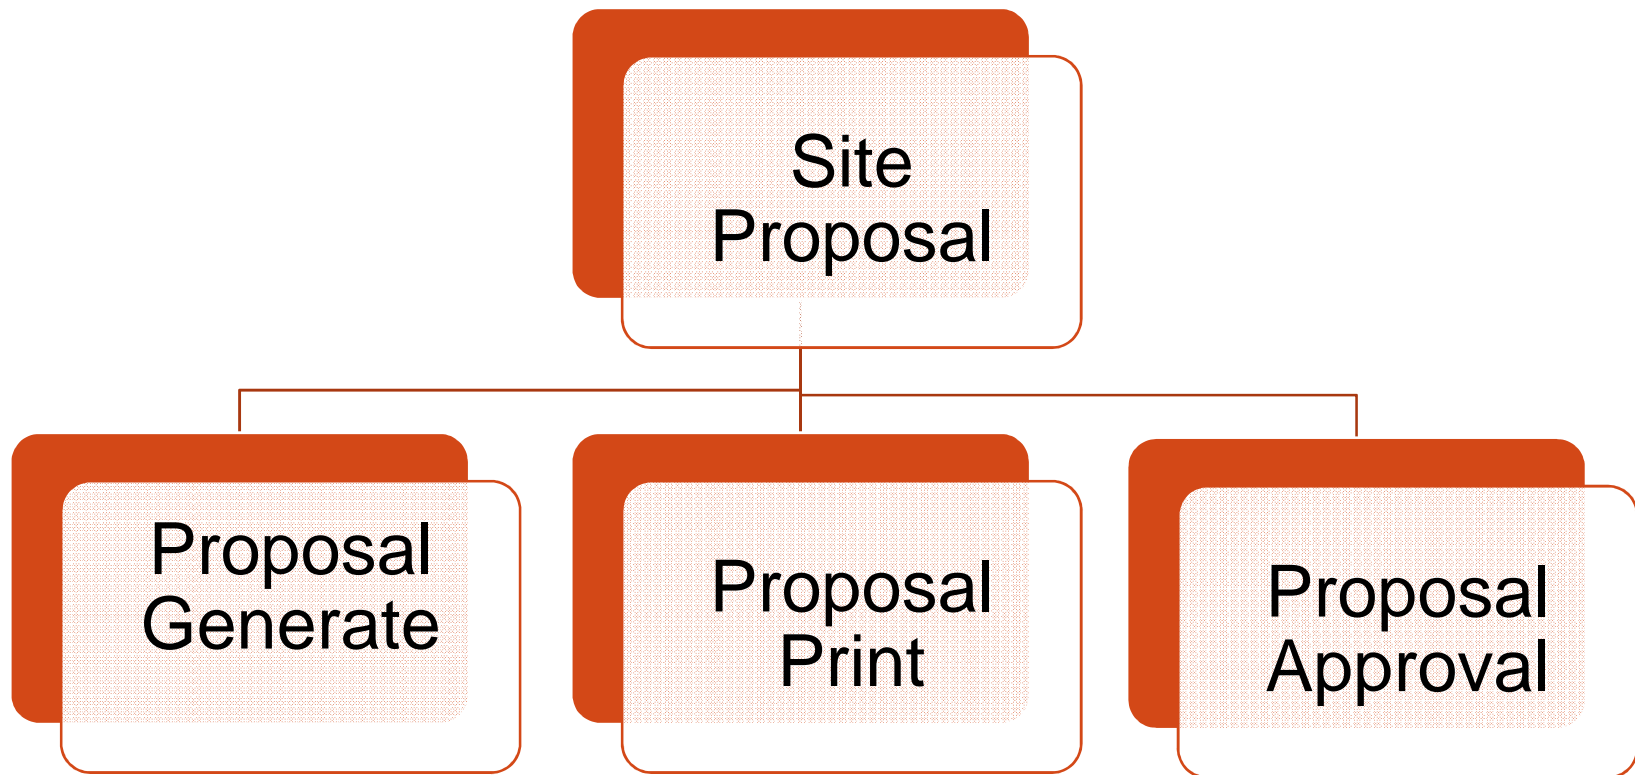 Site
Proposal
Proposal
Generate
Proposal
Print
Proposal
Approval